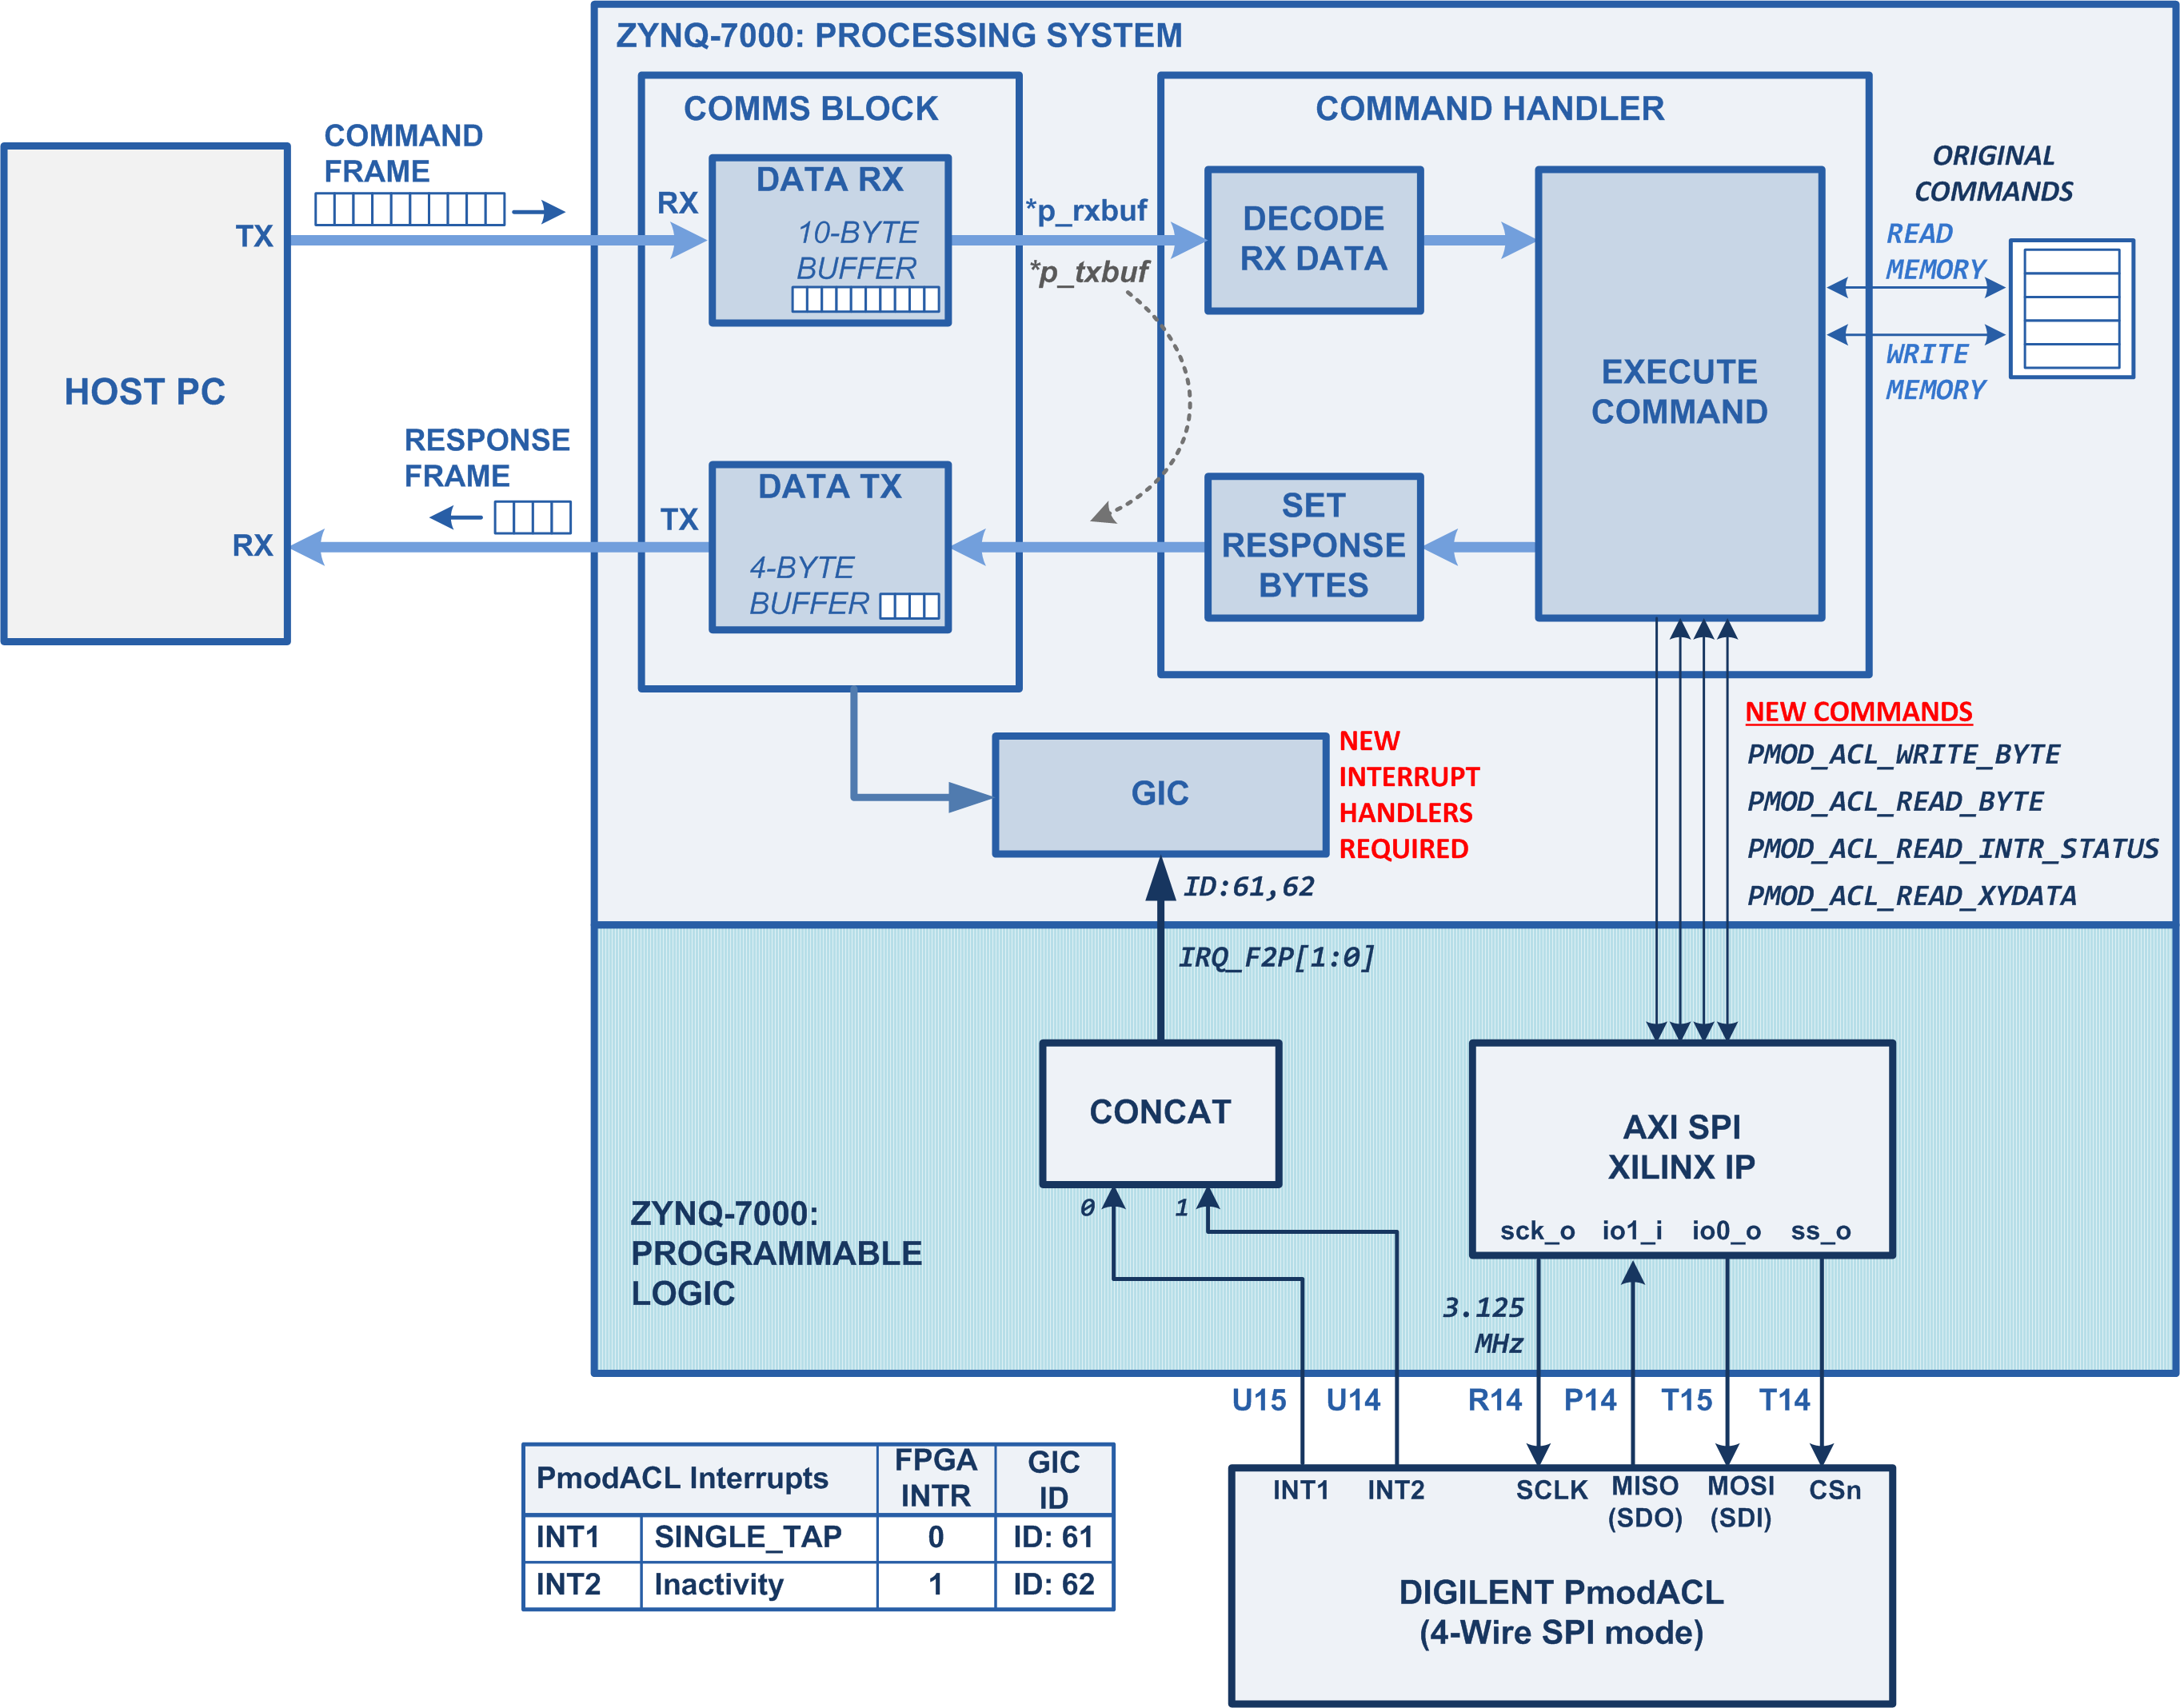 ZYNQ-7000: PROCESSING SYSTEM
COMMS BLOCK
COMMAND HANDLER
COMMAND
FRAME
HOST PC
TX
RX
RX
DATA RX
10-BYTE
BUFFER
*p_rxbuf
*p_txbuf
DECODE
RX DATA
EXECUTE
COMMAND
ORIGINAL
COMMANDS
READ
MEMORY
WRITE
MEMORY
RESPONSE
FRAME
TX
DATA TX
4-BYTE
BUFFER
SET
RESPONSE
BYTES
GIC
NEW
INTERRUPT
HANDLERS
REQUIRED
NEW COMMANDS
PMOD_ACL_WRITE_BYTE
PMOD_ACL_READ_BYTE
PMOD_ACL_READ_INTR_STATUS
PMOD_ACL_READ_XYDATA
ID:61,62
IRQ_F2P[1:0]
CONCAT
0
1
AXI SPI
XILINX IP
sck_o io1_i io0_o ss_o
ZYNQ-7000:
PROGRAMMABLE
LOGIC
3.125
MHz
U15 U14 R14 P14 T15 T14
INT1 INT2 SCLK MISO MOSI CSn
(SDO) (SDI)
DIGILENT PmodACL
(4-Wire SPI mode)
PmodACL Interrupts
FPGA
INTR
GIC
ID
INT1 SINGLE_TAP 0 ID: 61
INT2 Inactivity 1 ID: 62